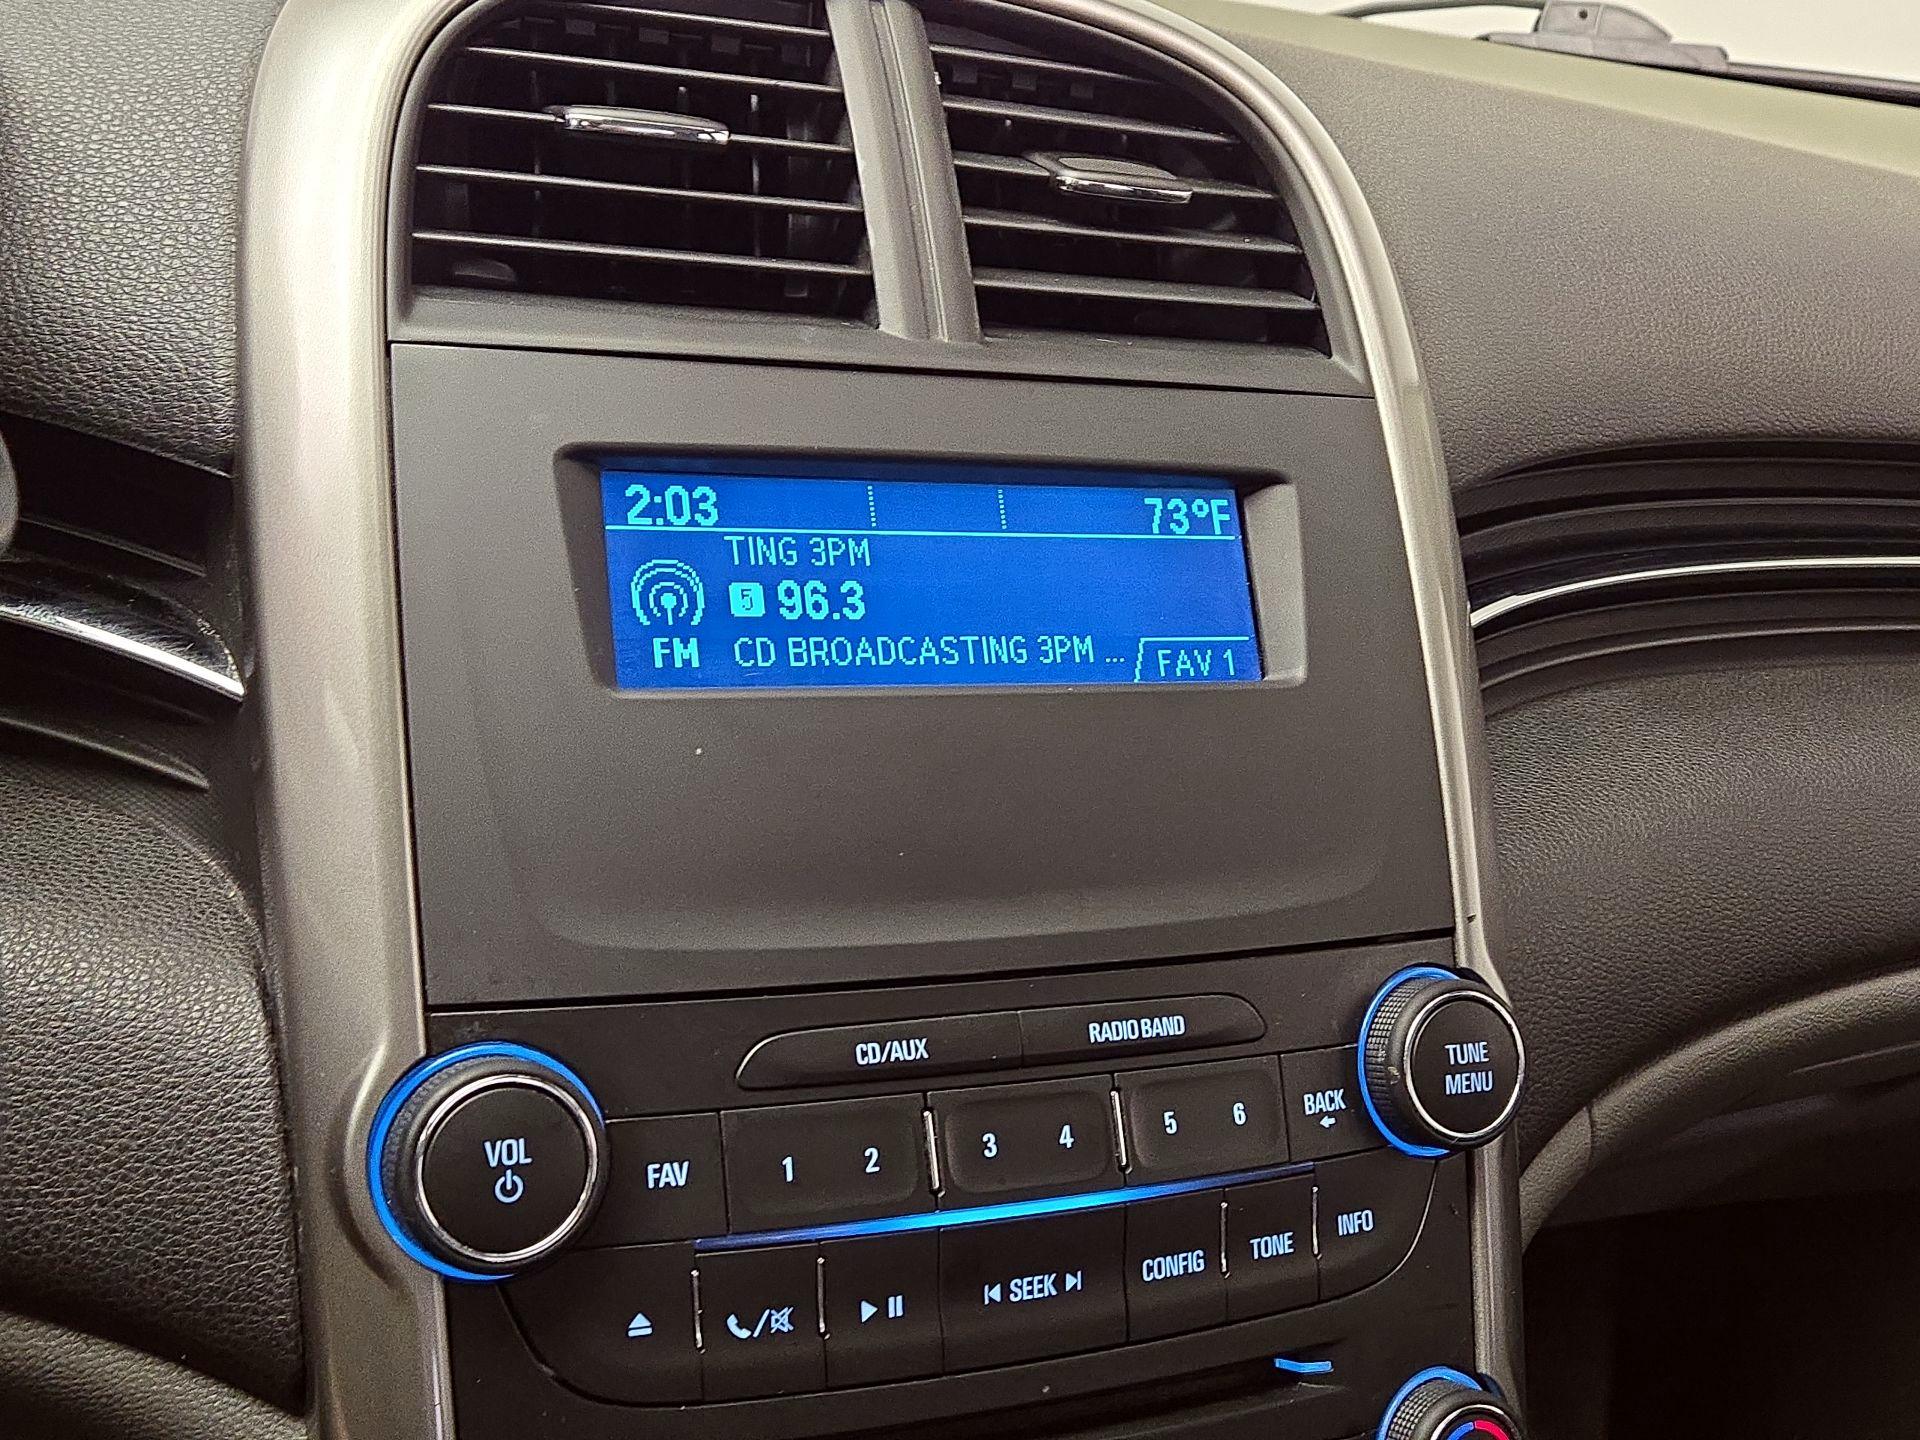 2:03 73°F
TING 3PM
5 96.3
FM CD BROADCASTING 3PM ... FAV 1
CD/AUX RADIO BAND
TUNE
MENU
VOL
FAV 1 2 3 4 5 6 BACK
SEEK CONFIG TONE INFO